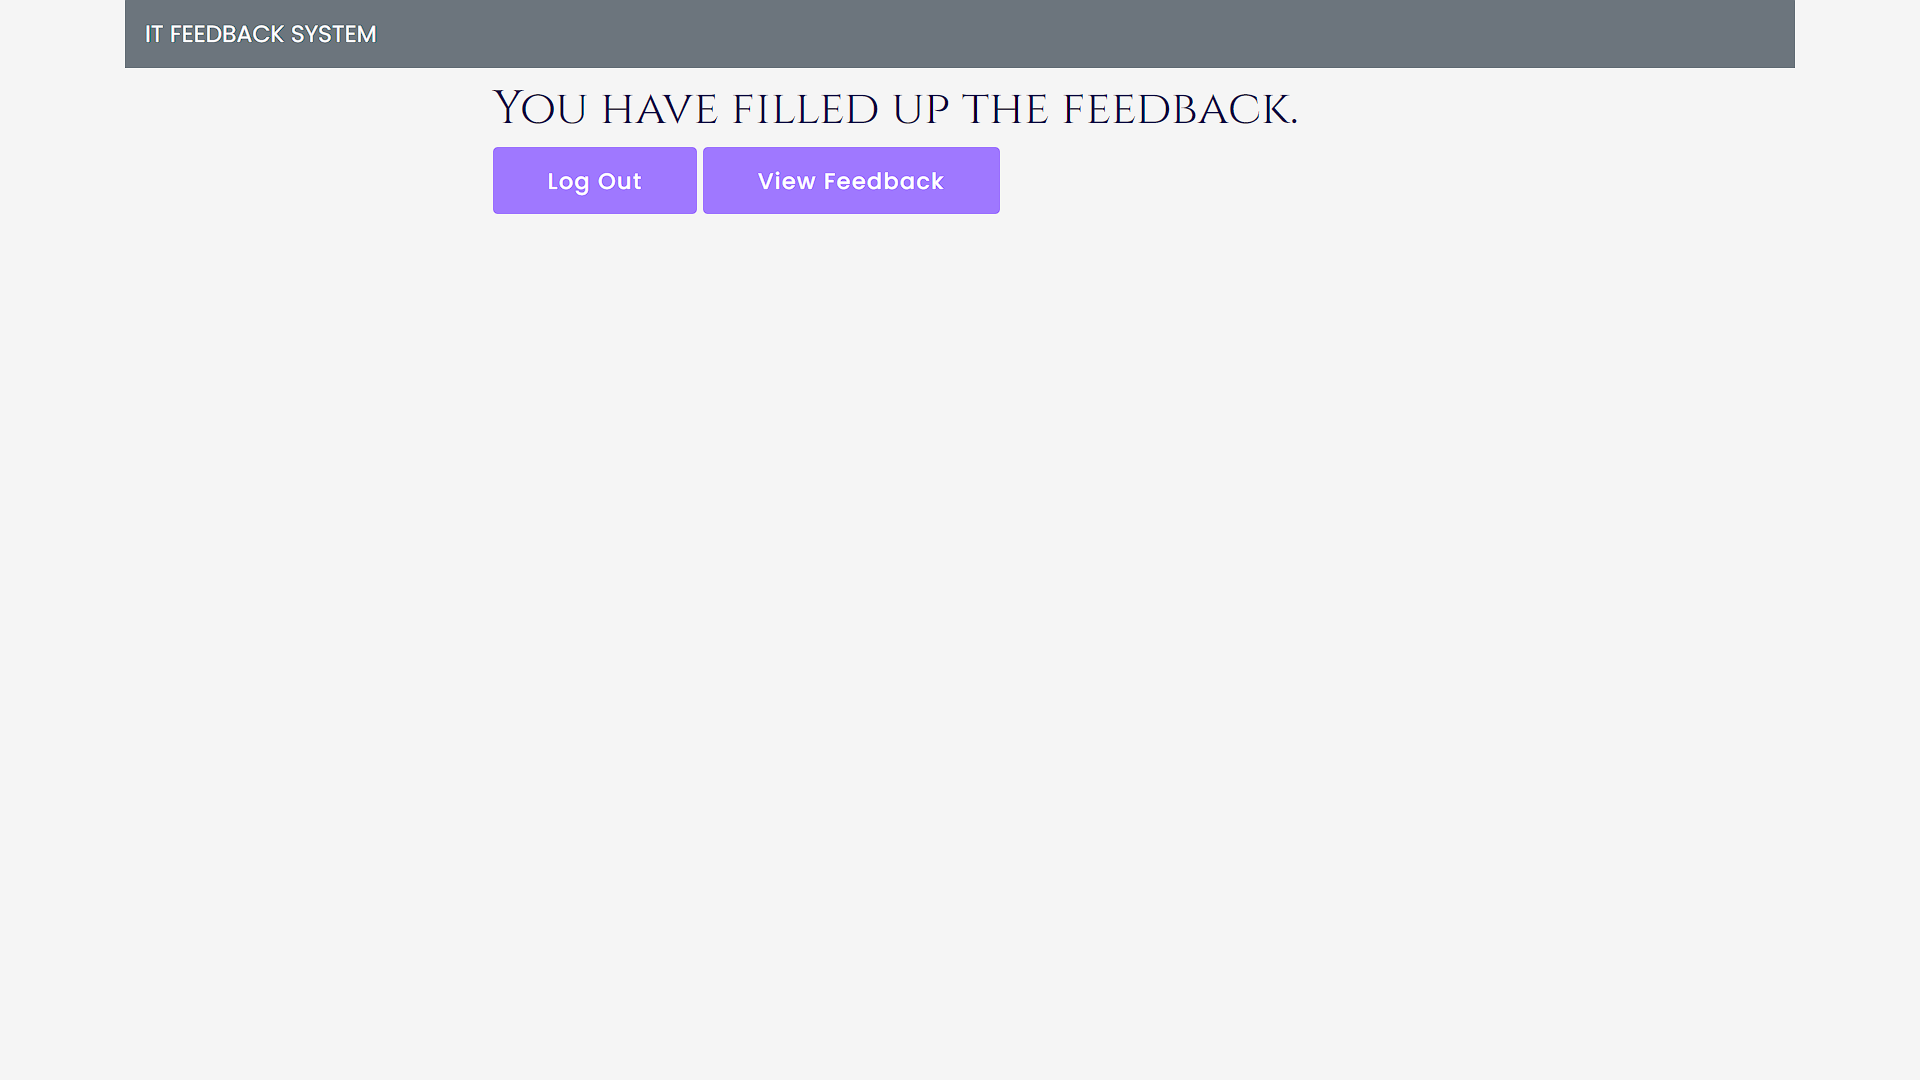 IT FEEDBACK SYSTEM
You have filled up the feedback.
Log Out
View Feedback